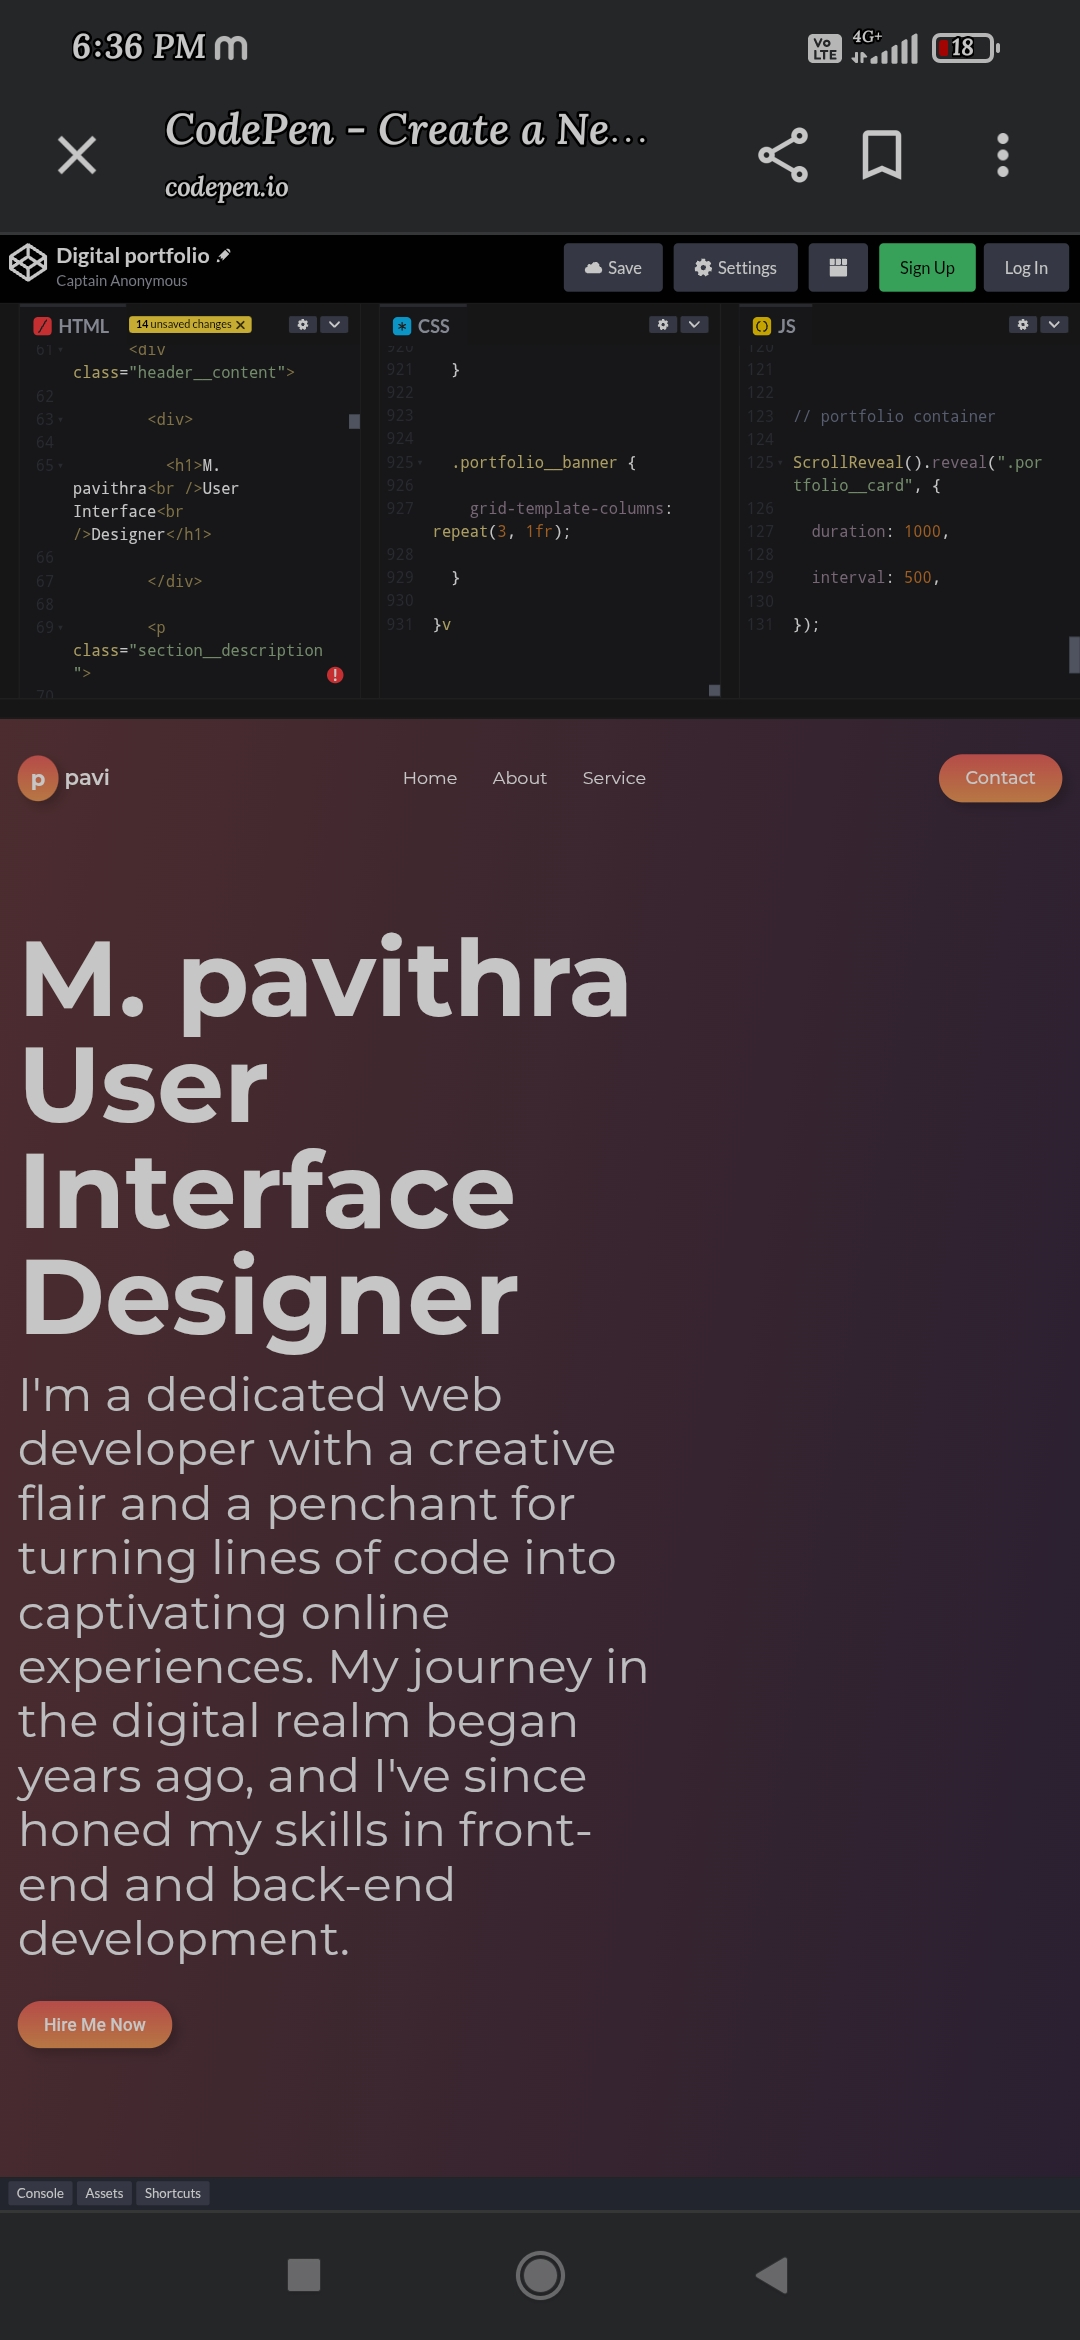 6:36 PM
Vo LTE 4G+ 18
CodePen - Create a Ne...
codepen.io
Digital portfolio
Captain Anonymous
Save
Settings
Sign Up
Log In
HTML
14 unsaved changes X
61 <div
class="header__content">
62
63 <div>
64
65 <h1>M.
pavithra<br />User
Interface<br
/>Designer</h1>
66
67 </div>
68
69 <p
class="section__description
">
70
CSS
920
921 }
922
923
924
925 .portfolio__banner {
926
927 grid-template-columns:
repeat(3, 1fr);
928
929 }
930
931 }v
JS
120
121
122
123 // portfolio container
124
125 ScrollReveal().reveal(".por
tfolio__card", {
126
127 duration: 1000,
128
129 interval: 500,
130
131 });
p pavi
Home About Service
Contact
M. pavithra
User
Interface
Designer
I'm a dedicated web
developer with a creative
flair and a penchant for
turning lines of code into
captivating online
experiences. My journey in
the digital realm began
years ago, and I've since
honed my skills in front-
end and back-end
development.
Hire Me Now
Console Assets Shortcuts